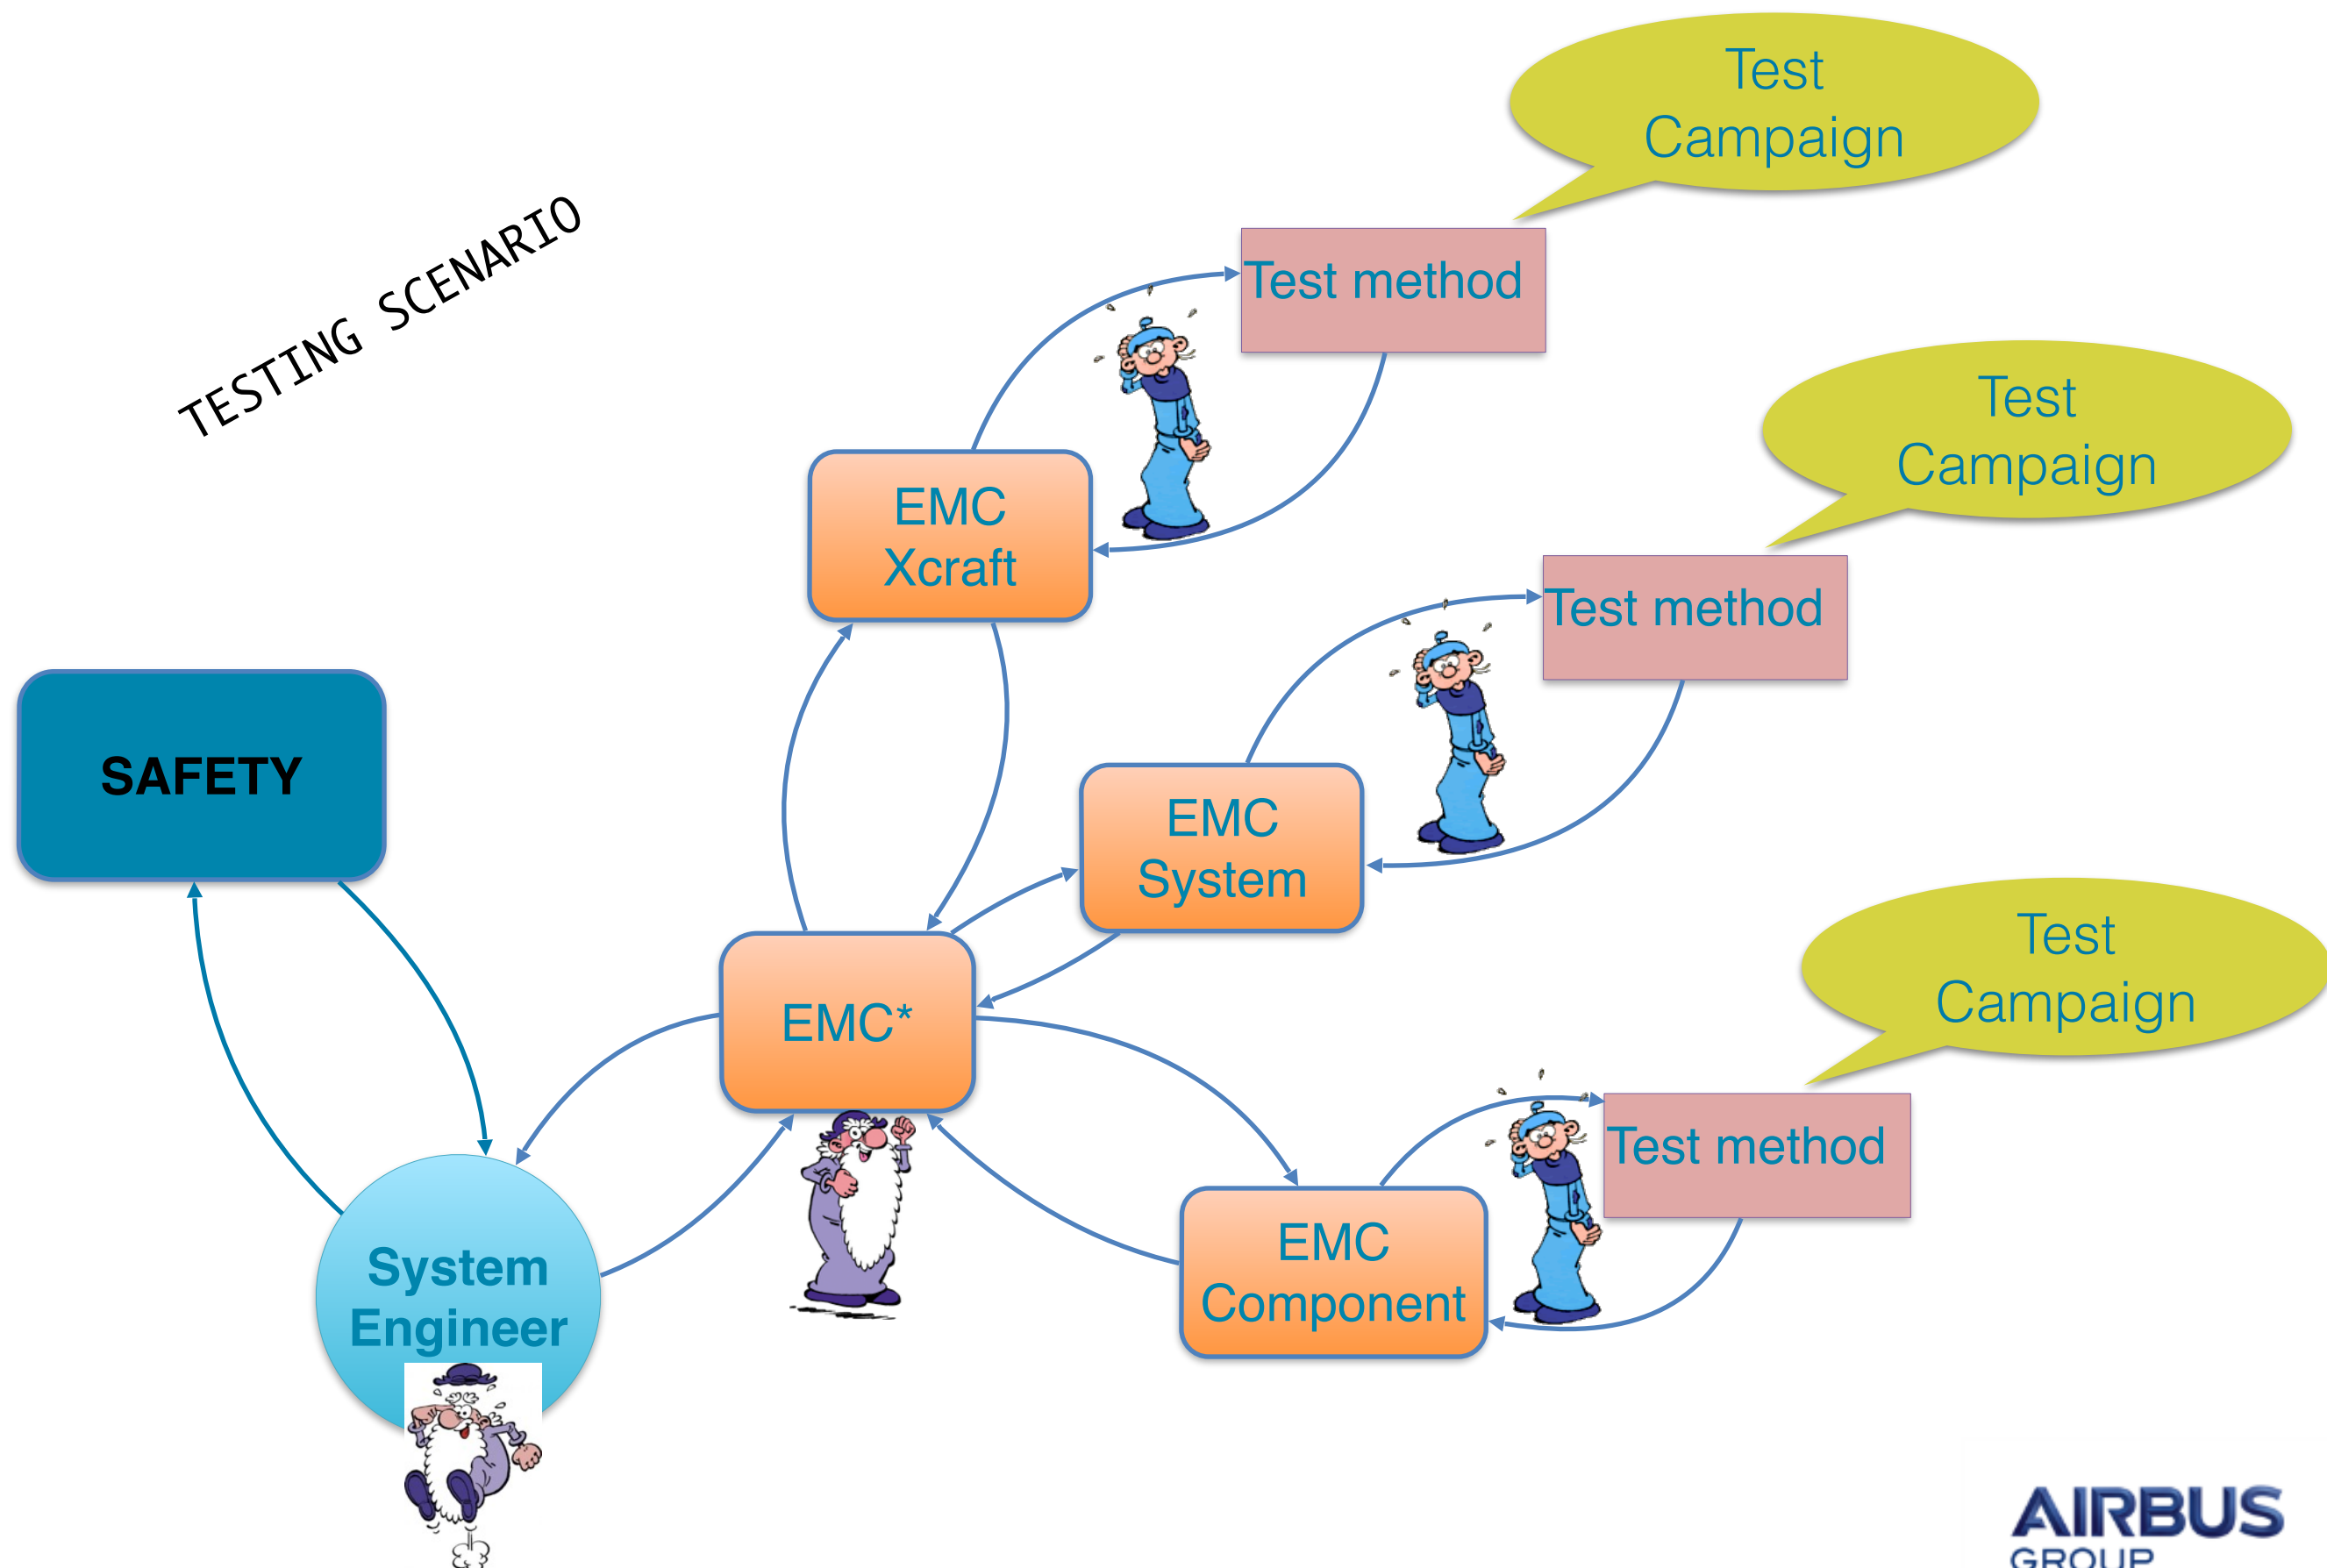 Test
Campaign
TESTING SCENARIO
Test method
Test
Campaign
EMC
Xcraft
Test method
SAFETY
EMC
System
Test
Campaign
EMC*
Test method
EMC
Component
System
Engineer
AIRBUS
GROUP